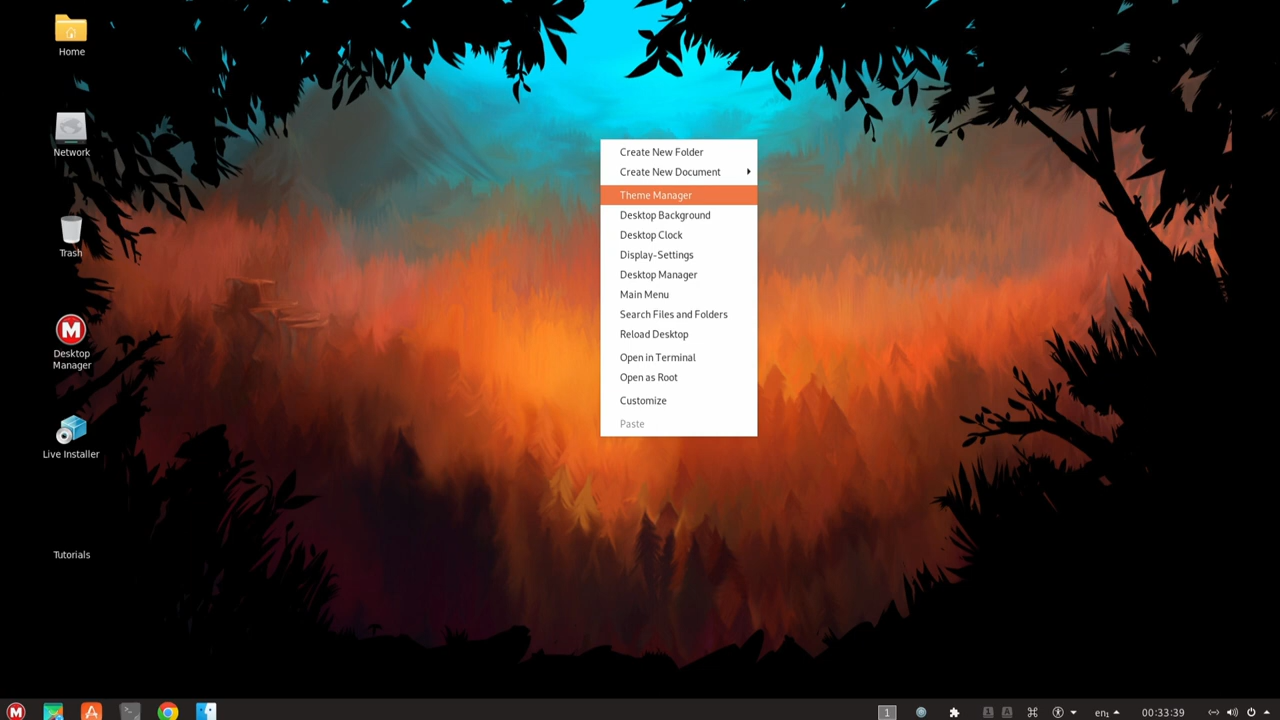 Home
Network
Trash
M
Desktop
Manager
Live Installer
Tutorials
Create New Folder
Create New Document
Theme Manager
Desktop Background
Desktop Clock
Display-Settings
Desktop Manager
Main Menu
Search Files and Folders
Reload Desktop
Open in Terminal
Open as Root
Customize
Paste
M
1
1 A
en₁
00:33:39